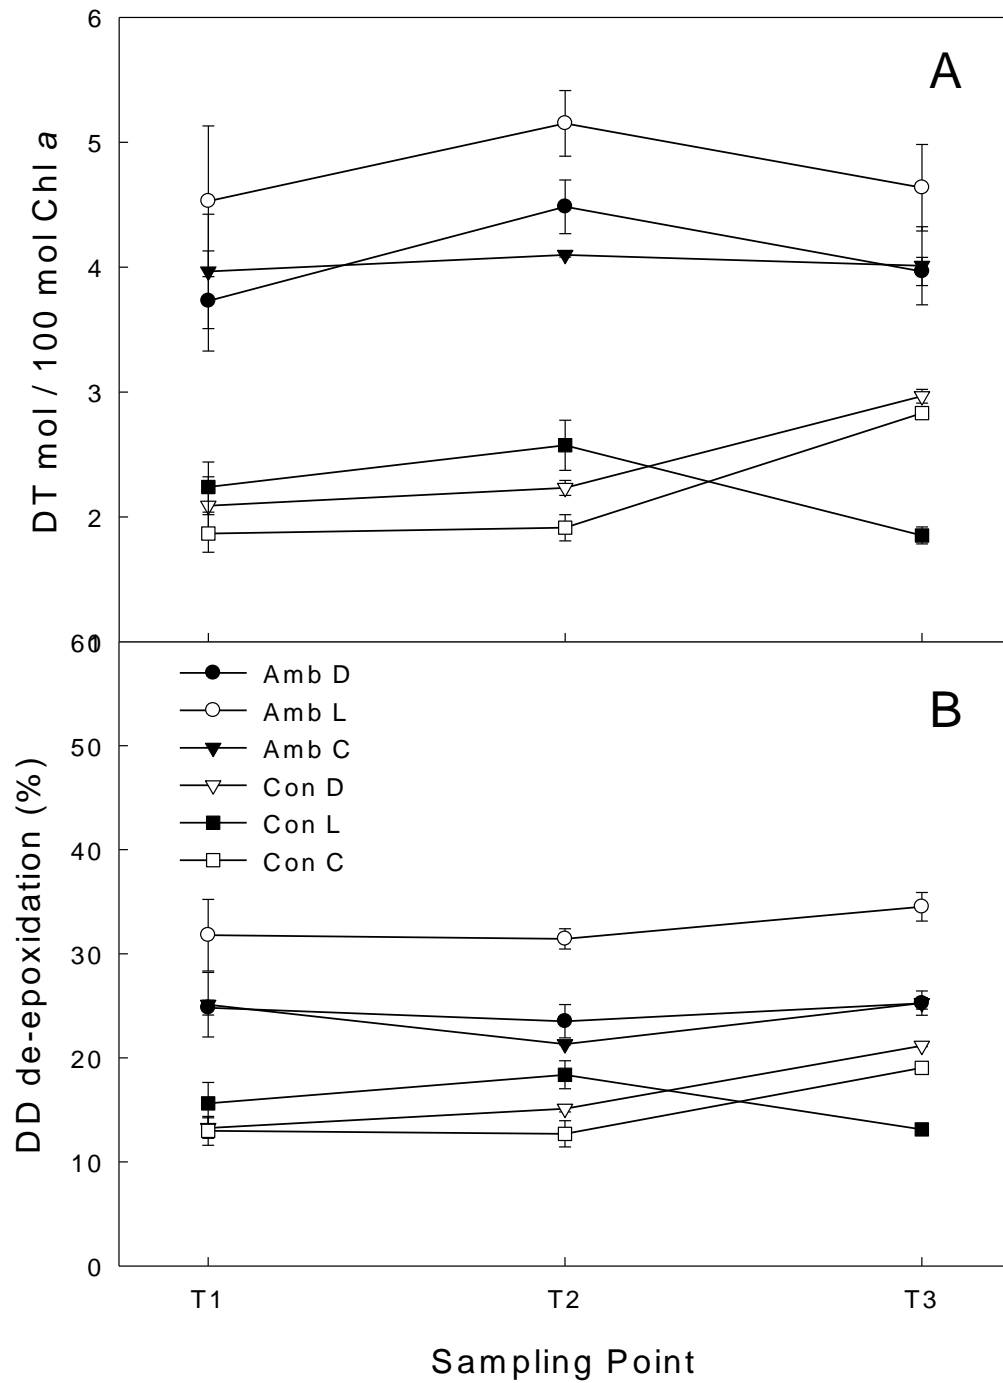 6
A
5
DT mol / 100 mol Chl a
4
3
2
1
60
Amb D
B
Amb L
50
Amb C
Con D
Con L
40
Con C
DD de-epoxidation (%)
30
20
10
0
T1 T2 T3
Sampling Point